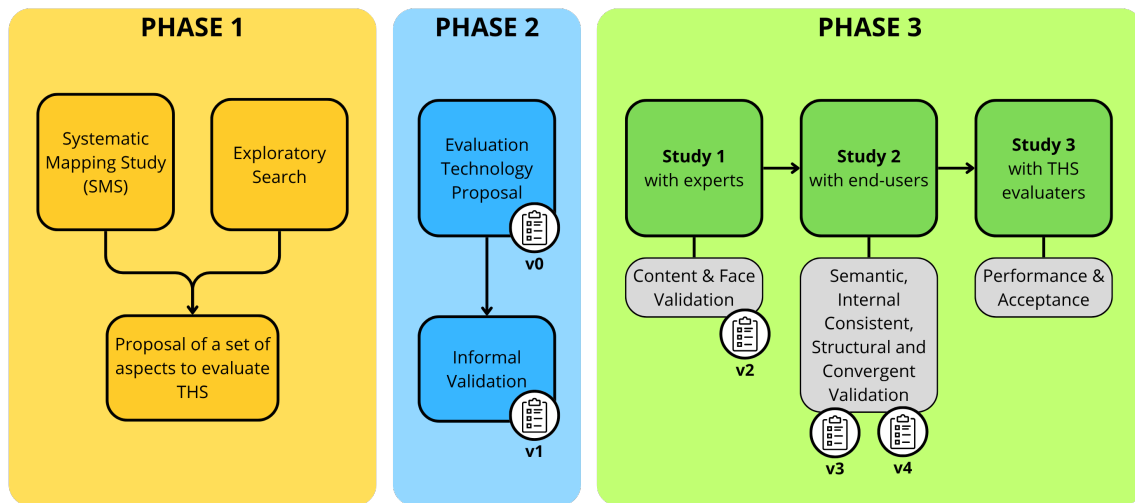 PHASE 1
Systematic
Mapping Study
(SMS)
Exploratory
Search
Proposal of a set of
aspects to evaluate
THS
PHASE 2
Evaluation
Technology
Proposal
v0
Informal
Validation
v1
PHASE 3
Study 1
with experts
Study 2
with end-users
Study 3
with THS
evaluaters
Content & Face
Validation
v2
Semantic,
Internal
Consistent,
Structural and
Convergent
Validation
v3
v4
Performance &
Acceptance